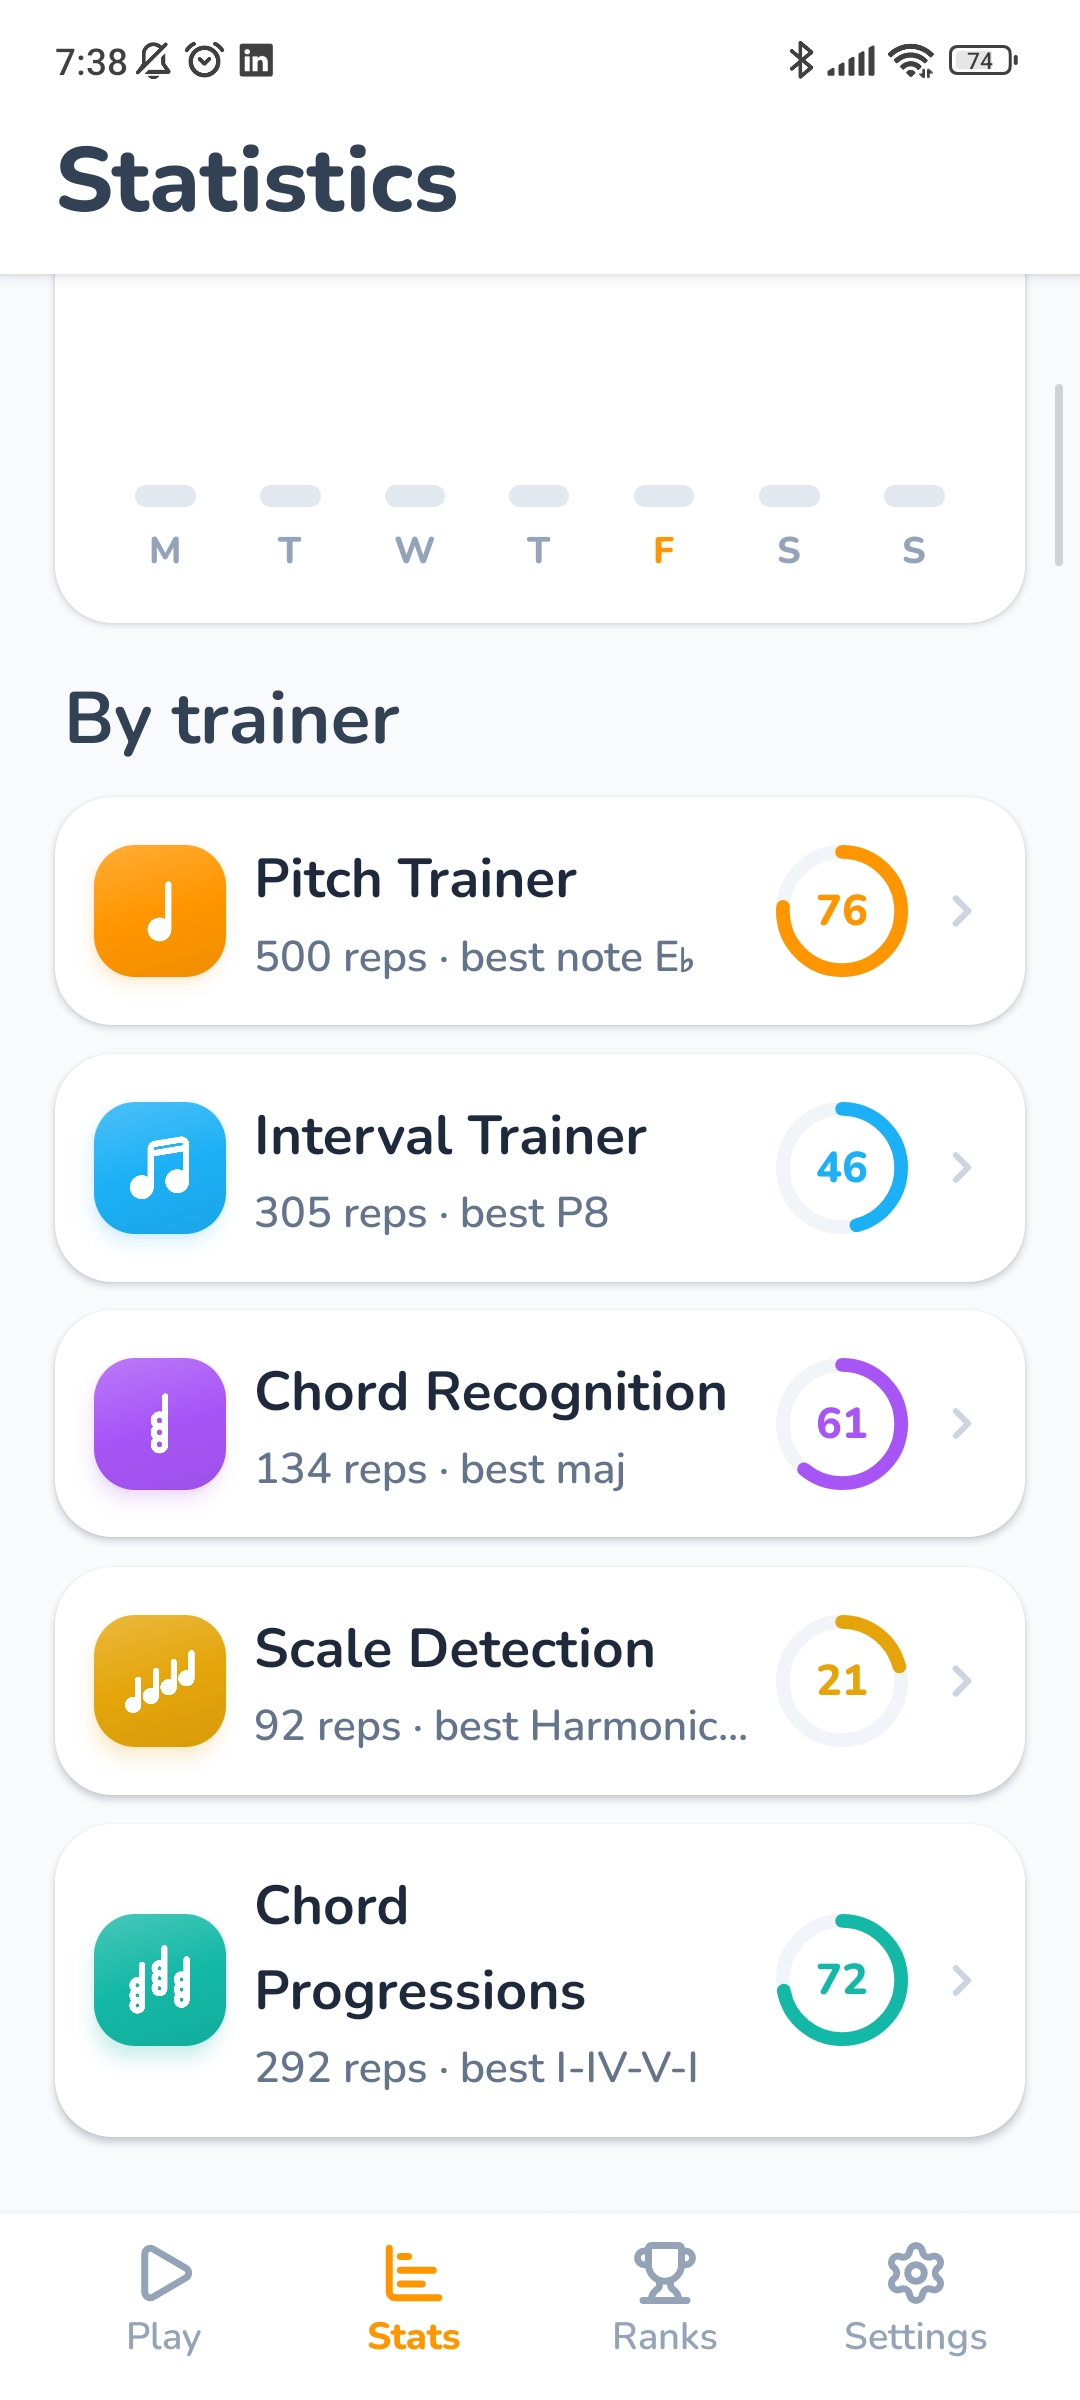 7:38
74
Statistics
M T W T F S S
By trainer
Pitch Trainer
500 reps · best note E♭
76
Interval Trainer
305 reps · best P8
46
Chord Recognition
134 reps · best maj
61
Scale Detection
92 reps · best Harmonic...
21
Chord
Progressions
292 reps · best I-IV-V-I
72
Play Stats Ranks Settings